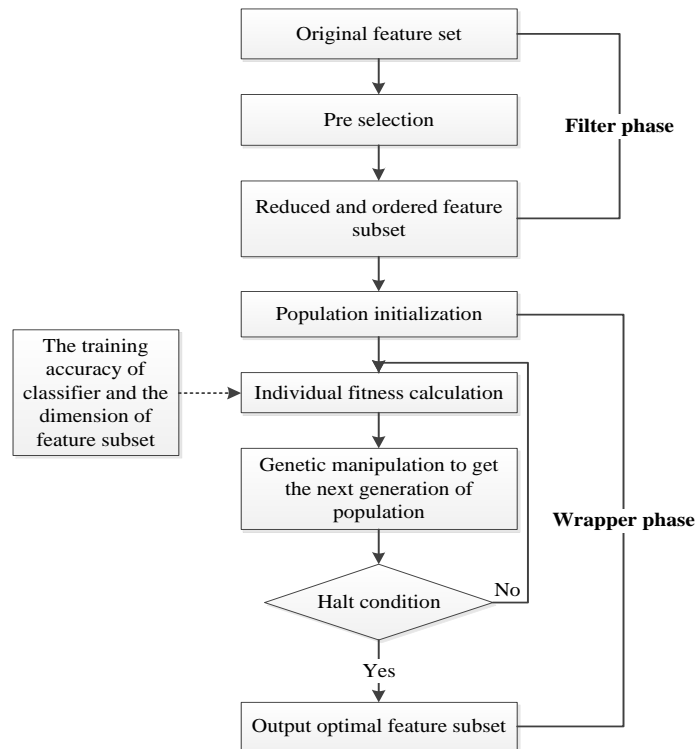 Original feature set
Pre selection
Filter phase
Reduced and ordered feature
subset
Population initialization
The training
accuracy of
classifier and the
dimension of
feature subset
Individual fitness calculation
Genetic manipulation to get
the next generation of
population
Wrapper phase
Halt condition
No
Yes
Output optimal feature subset